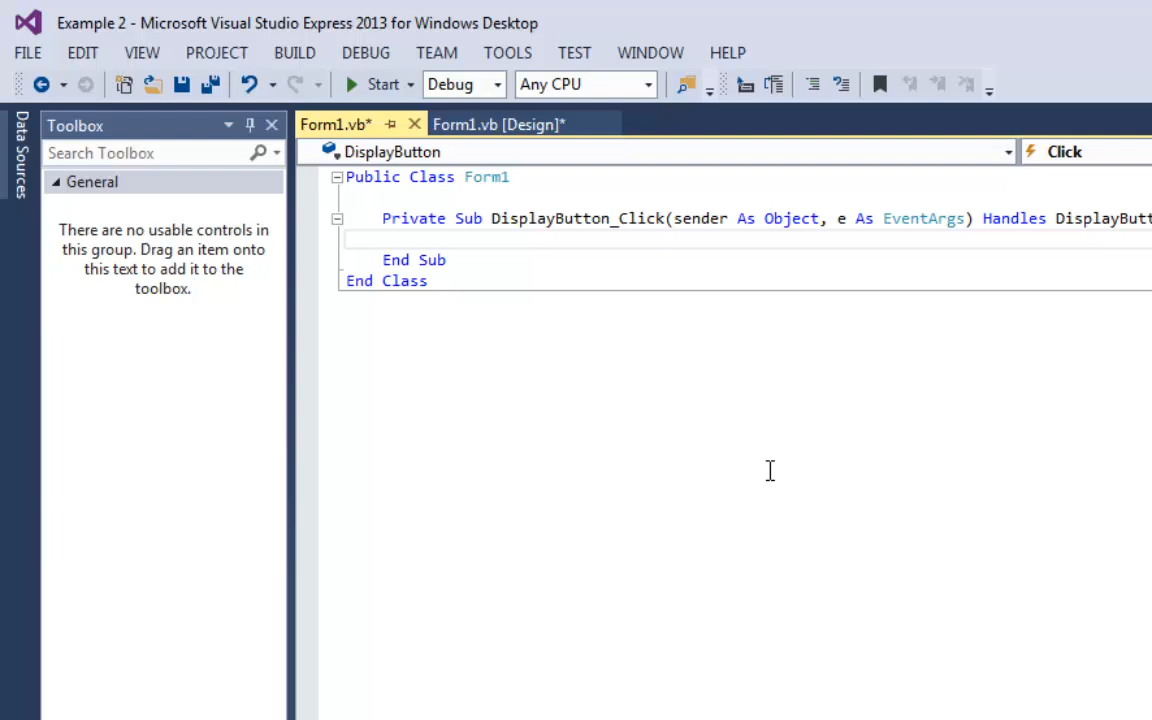 Example 2 - Microsoft Visual Studio Express 2013 for Windows Desktop
FILE EDIT VIEW PROJECT BUILD DEBUG TEAM TOOLS TEST WINDOW HELP
Start Debug Any CPU
Data Sources
Toolbox
Search Toolbox
General
There are no usable controls in
this group. Drag an item onto
this text to add it to the
toolbox.
Form1.vb* Form1.vb [Design]*
DisplayButton Click
Public Class Form1
Private Sub DisplayButton_Click(sender As Object, e As EventArgs) Handles DisplayButt
End Sub
End Class